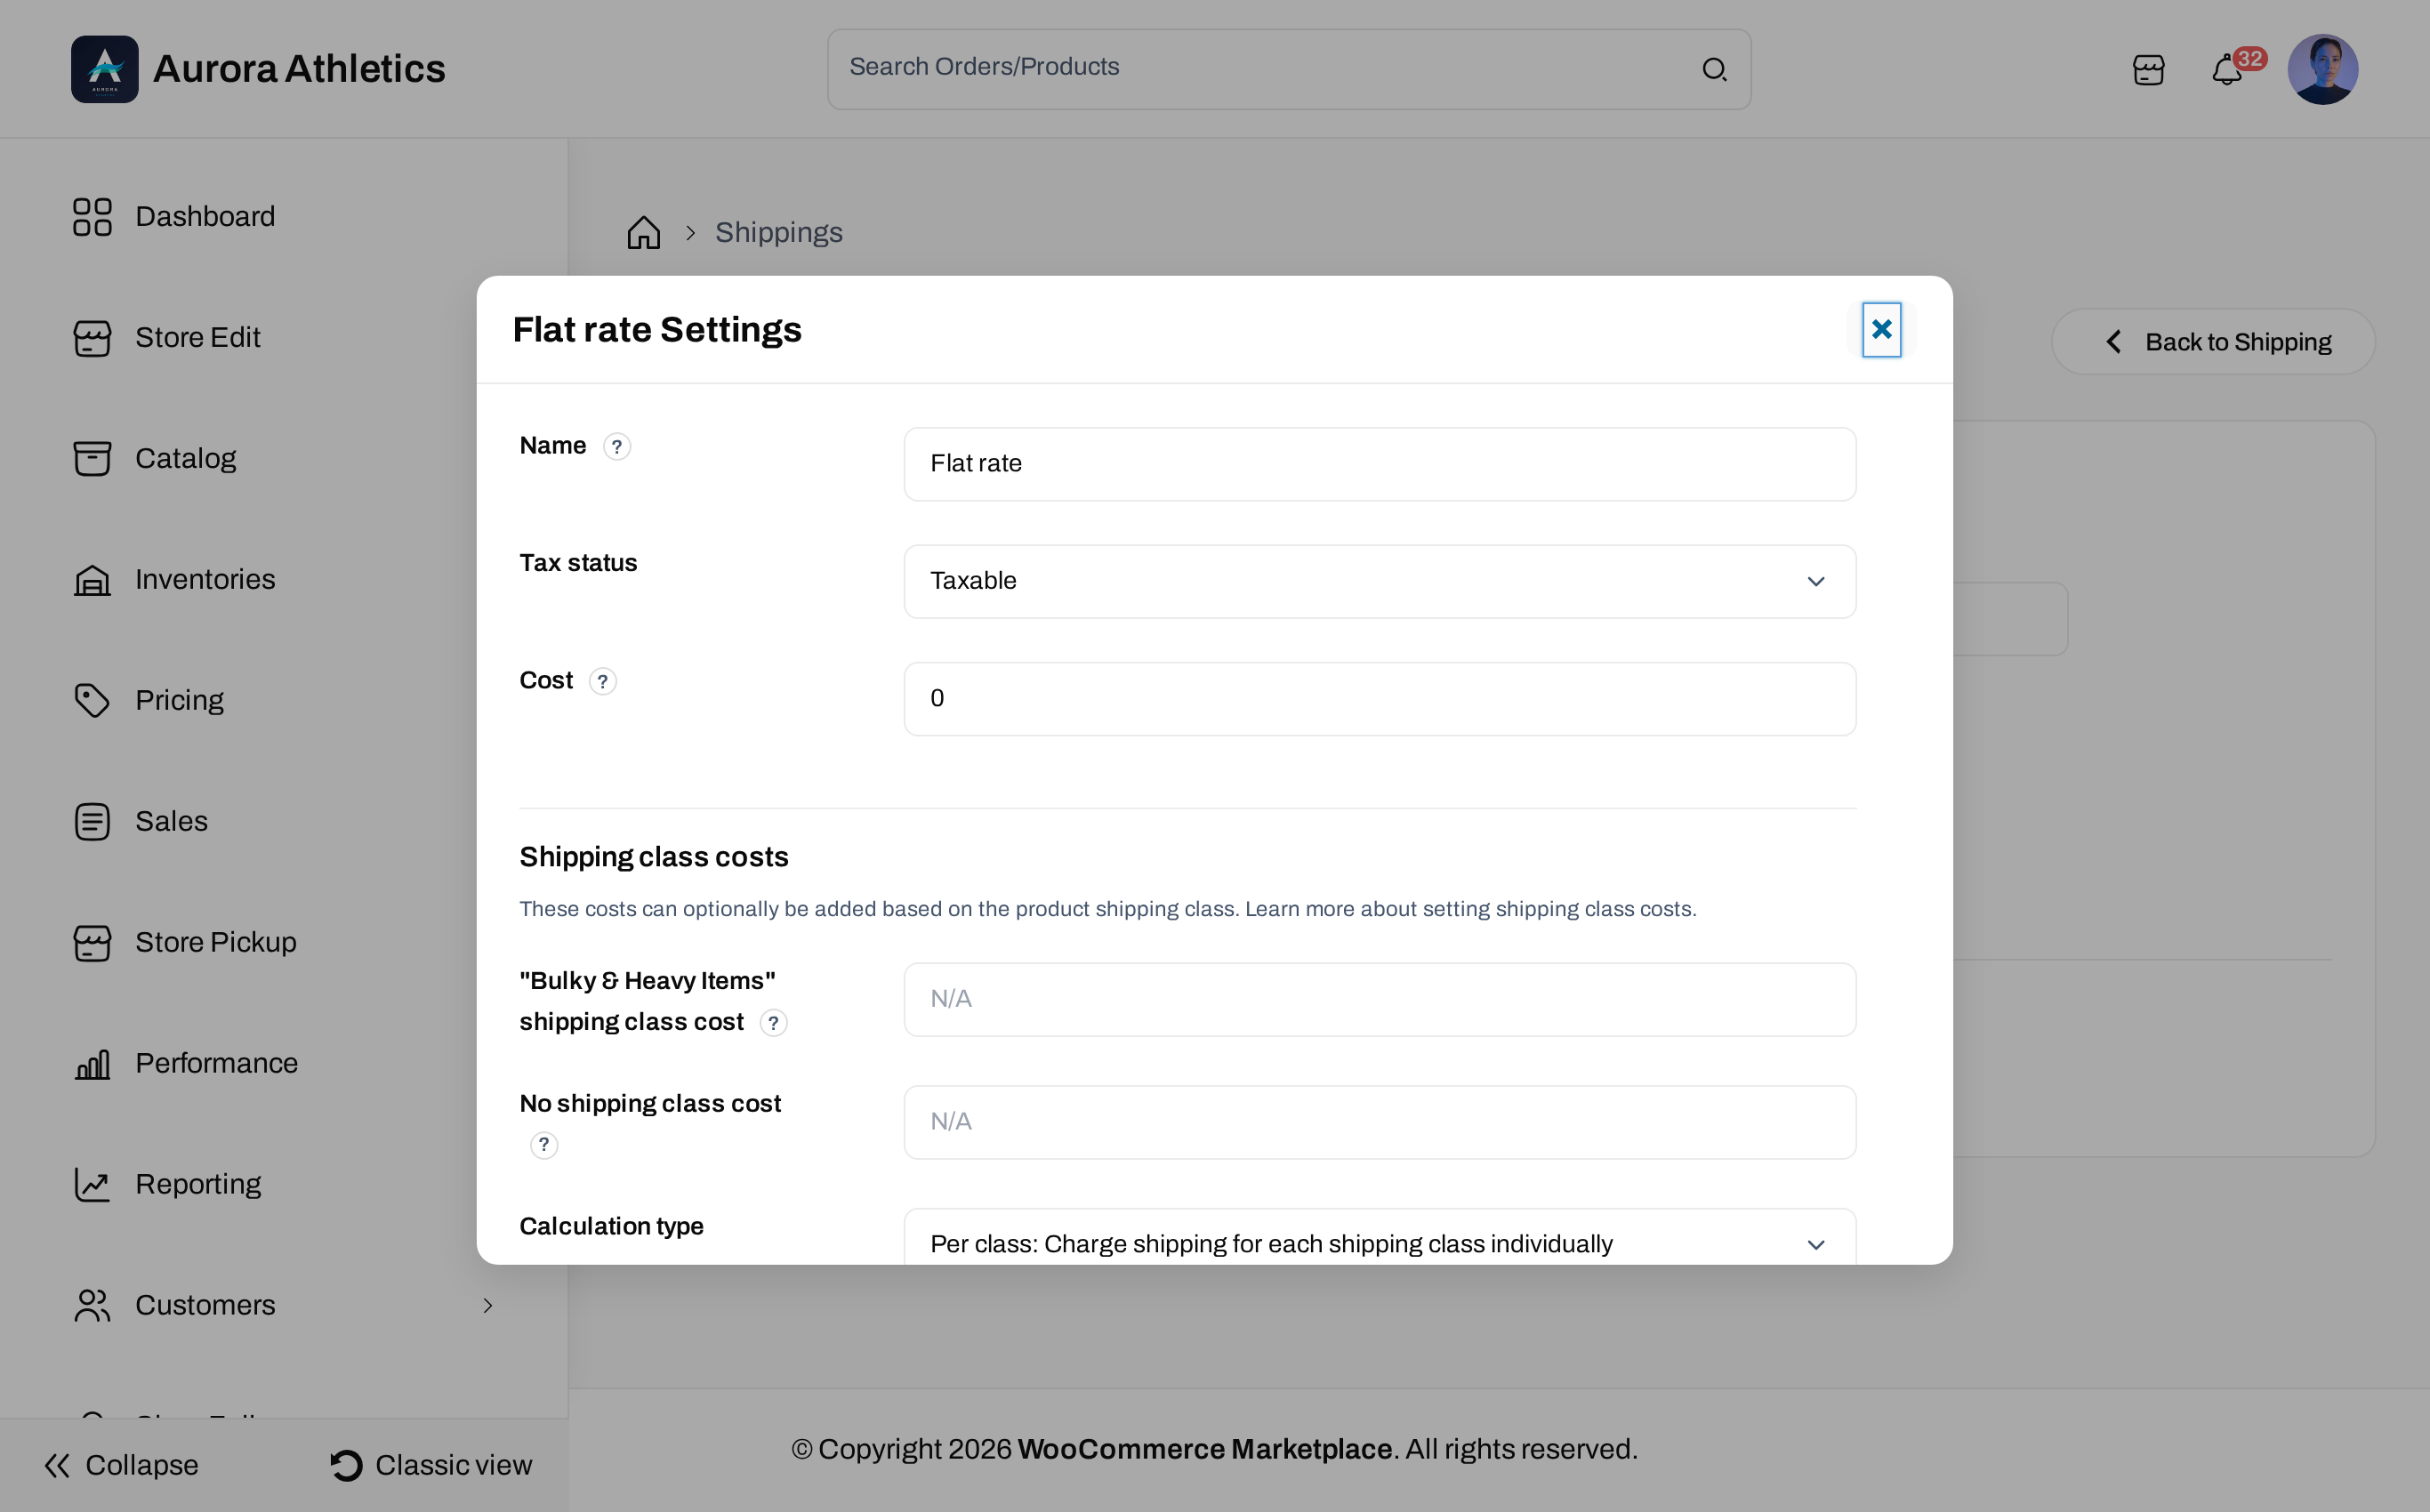 AURORA
Aurora Athletics
Search Orders/Products
32
Dashboard
Store Edit
Catalog
Inventories
Pricing
Sales
Store Pickup
Performance
Reporting
Customers
Collapse
Classic view
Shippings
Back to Shipping
Flat rate Settings
Name ?
Flat rate
Tax status
Taxable
Cost ?
0
Shipping class costs
These costs can optionally be added based on the product shipping class. Learn more about setting shipping class costs.
"Bulky & Heavy Items"
shipping class cost ?
N/A
No shipping class cost
?
N/A
Calculation type
Per class: Charge shipping for each shipping class individually
© Copyright 2026 WooCommerce Marketplace. All rights reserved.